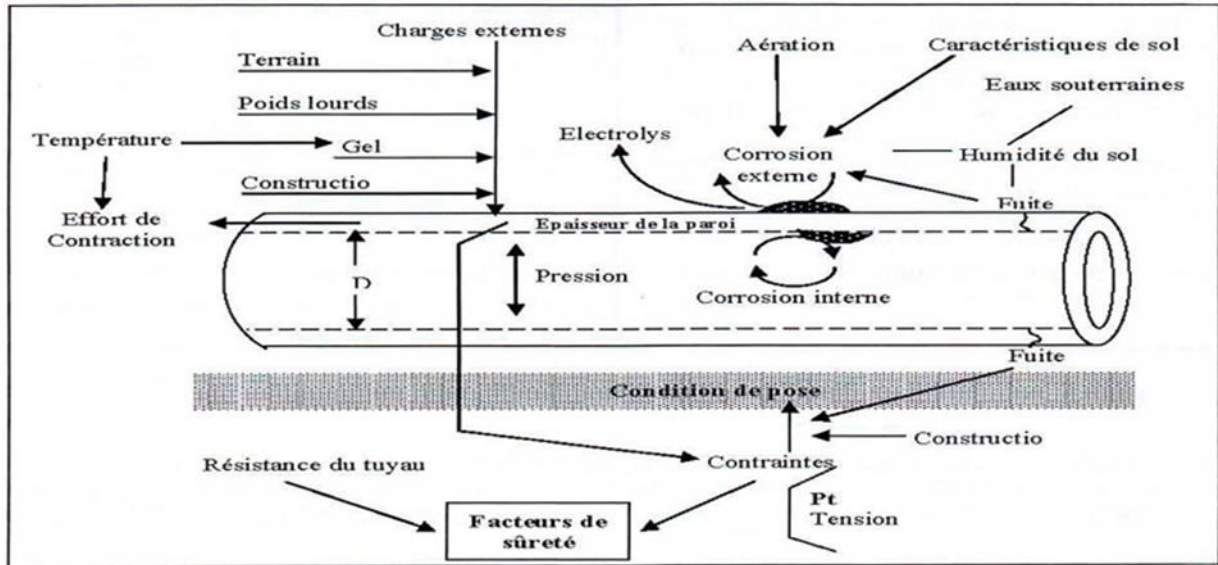 Charges externes
Aération
Caractéristiques de sol
Terrain
Eaux souterraines
Poids lourds
Electrolys
Température
Gel
Corrosion
externe
Humidité du sol
Constructio
Effort de
Contraction
Fuite
Epaisseur de la paroi
D
Pression
Corrosion interne
Fuite
Condition de pose
Constructio
Résistance du tuyau
Contraintes
Pt
Tension
Facteurs de
sûreté